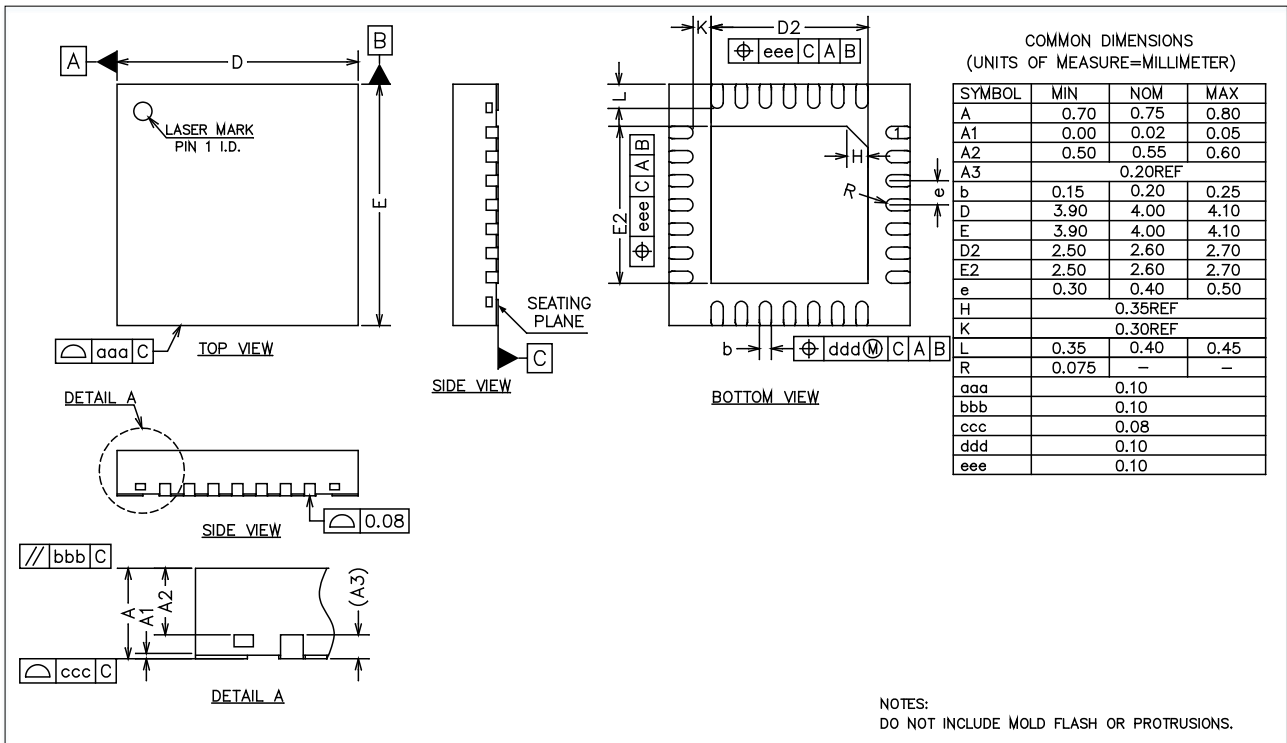 A
D
B
LASER MARK
PIN 1 I.D.
E
aaa C
TOP VIEW
SEATING
PLANE
C
SIDE VIEW
K
D2
eee C A B
L
1
H
e
R
E2
eee C A B
b
ddd Ⓜ C A B
BOTTOM VIEW
DETAIL A
SIDE VIEW
0.08
// bbb C
A
A1
A2
(A3)
ccc C
DETAIL A
COMMON DIMENSIONS
(UNITS OF MEASURE=MILLIMETER)
SYMBOL MIN NOM MAX
A 0.70 0.75 0.80
A1 0.00 0.02 0.05
A2 0.50 0.55 0.60
A3 0.20REF
b 0.15 0.20 0.25
D 3.90 4.00 4.10
E 3.90 4.00 4.10
D2 2.50 2.60 2.70
E2 2.50 2.60 2.70
e 0.30 0.40 0.50
H 0.35REF
K 0.30REF
L 0.35 0.40 0.45
R 0.075 – –
aaa 0.10
bbb 0.10
ccc 0.08
ddd 0.10
eee 0.10
NOTES:
DO NOT INCLUDE MOLD FLASH OR PROTRUSIONS.